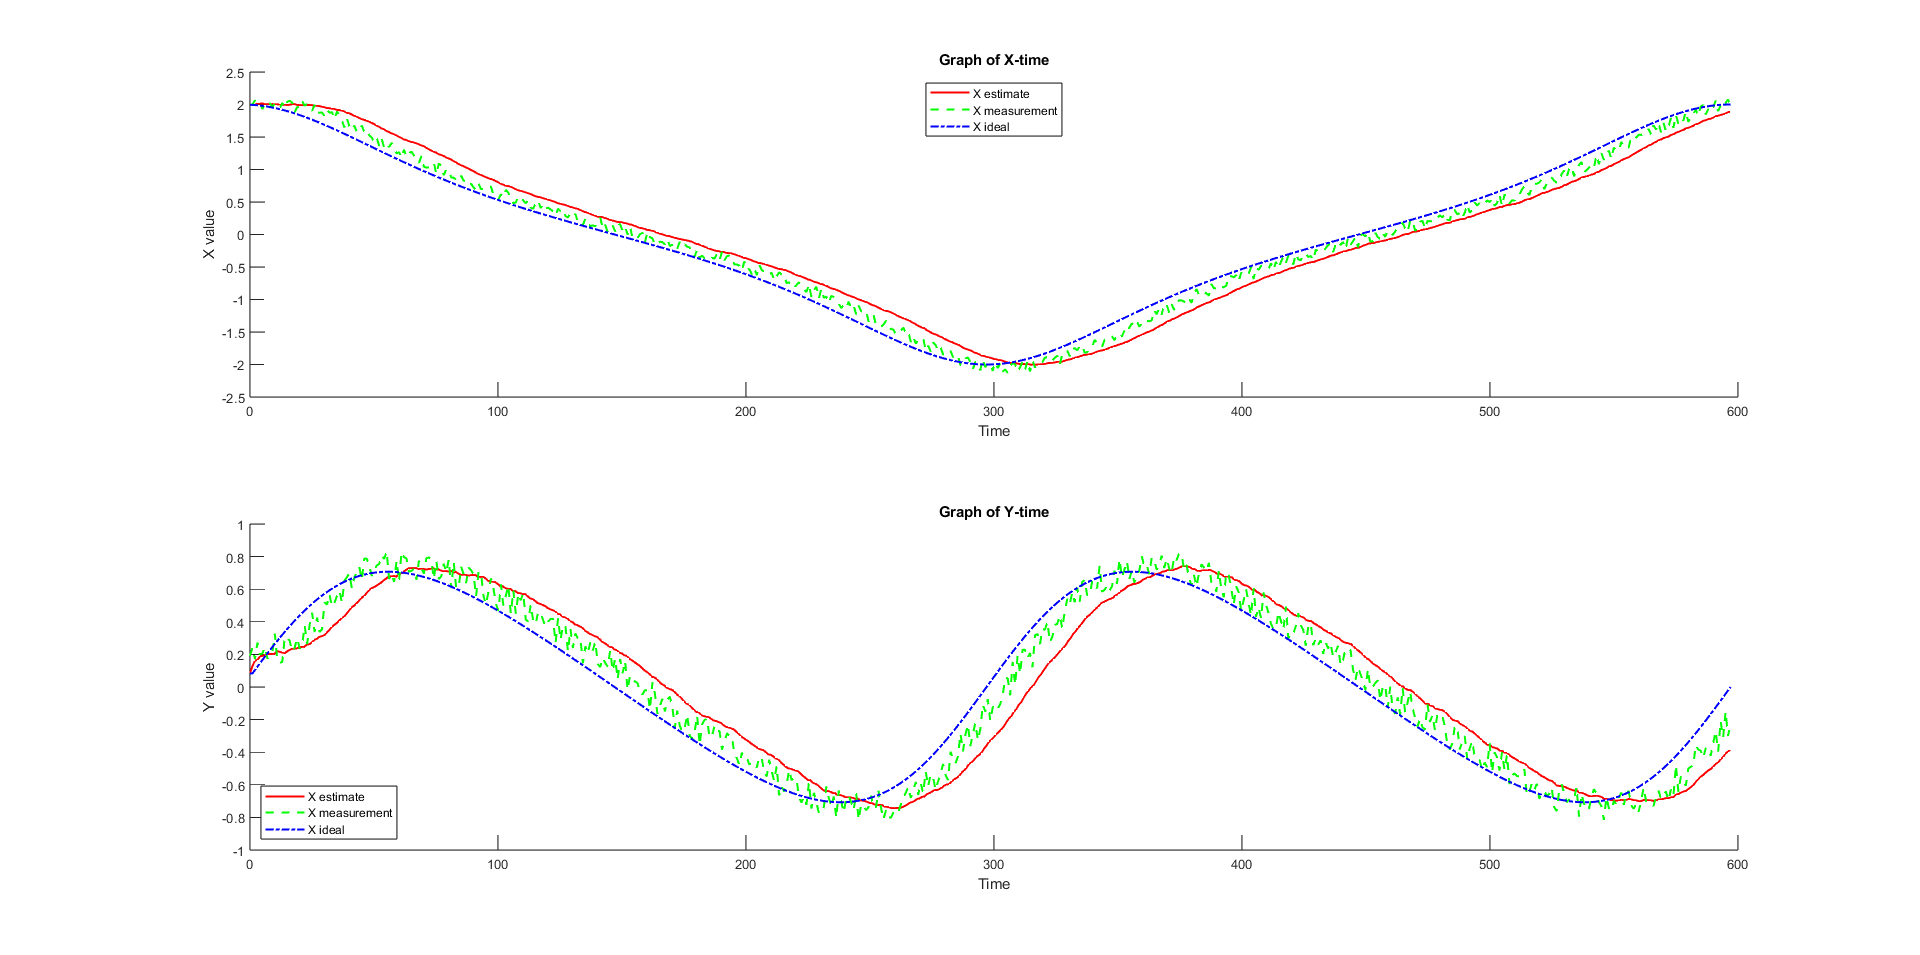 Graph of X-time
2.5
2
1.5
1
0.5
0
-0.5
-1
-1.5
-2
-2.5
X value
X estimate
X measurement
X ideal
0 100 200 300 400 500 600
Time
Graph of Y-time
1
0.8
0.6
0.4
0.2
0
-0.2
-0.4
-0.6
-0.8
-1
Y value
X estimate
X measurement
X ideal
0 100 200 300 400 500 600
Time